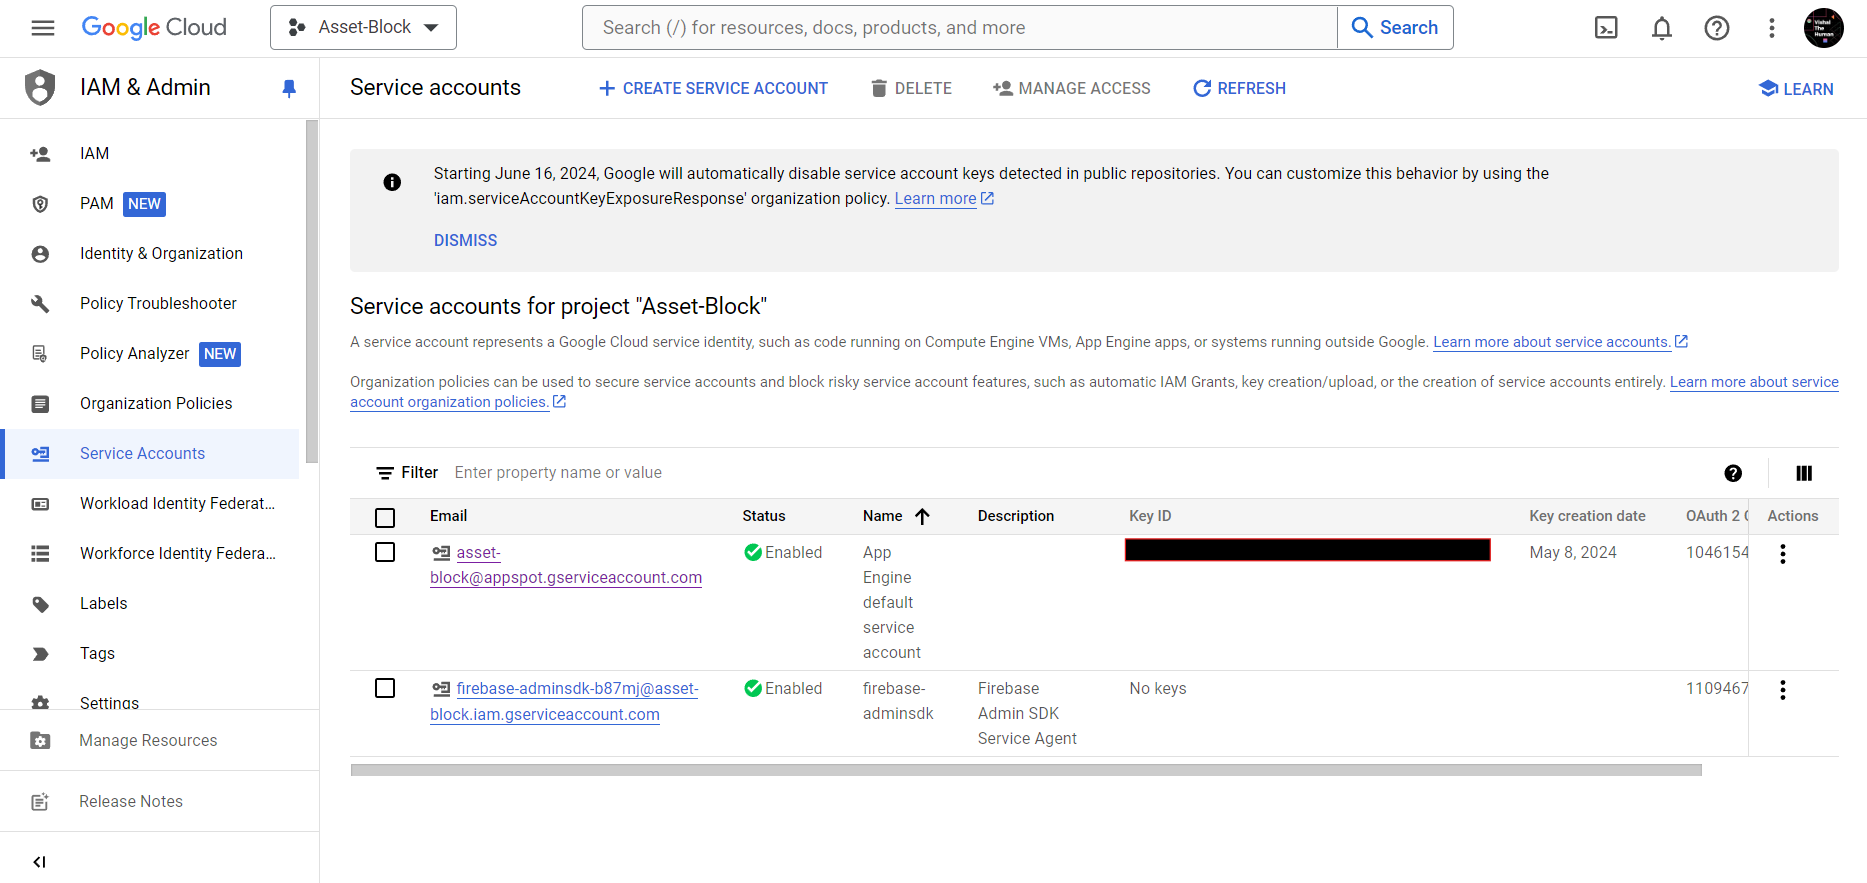 Google Cloud
Asset-Block
Search (/) for resources, docs, products, and more
Search
IAM & Admin
Service accounts
CREATE SERVICE ACCOUNT
DELETE
MANAGE ACCESS
REFRESH
LEARN
IAM
PAM NEW
Identity & Organization
Policy Troubleshooter
Policy Analyzer NEW
Organization Policies
Service Accounts
Workload Identity Federat...
Workforce Identity Federa...
Labels
Tags
Settings
Manage Resources
Release Notes
Starting June 16, 2024, Google will automatically disable service account keys detected in public repositories. You can customize this behavior by using the
'iam.serviceAccountKeyExposureResponse' organization policy. Learn more
DISMISS
Service accounts for project "Asset-Block"
A service account represents a Google Cloud service identity, such as code running on Compute Engine VMs, App Engine apps, or systems running outside Google. Learn more about service accounts.
Organization policies can be used to secure service accounts and block risky service account features, such as automatic IAM Grants, key creation/upload, or the creation of service accounts entirely. Learn more about service
account organization policies.
Filter Enter property name or value
Email Status Name Description Key ID Key creation date OAuth 2 Actions
asset- Enabled App May 8, 2024 1046154
block@appspot.gserviceaccount.com Engine
default
service
account
firebase-adminsdk-b87mj@asset- Enabled firebase- Firebase No keys 1109467
block.iam.gserviceaccount.com adminsdk Admin SDK
Service Agent